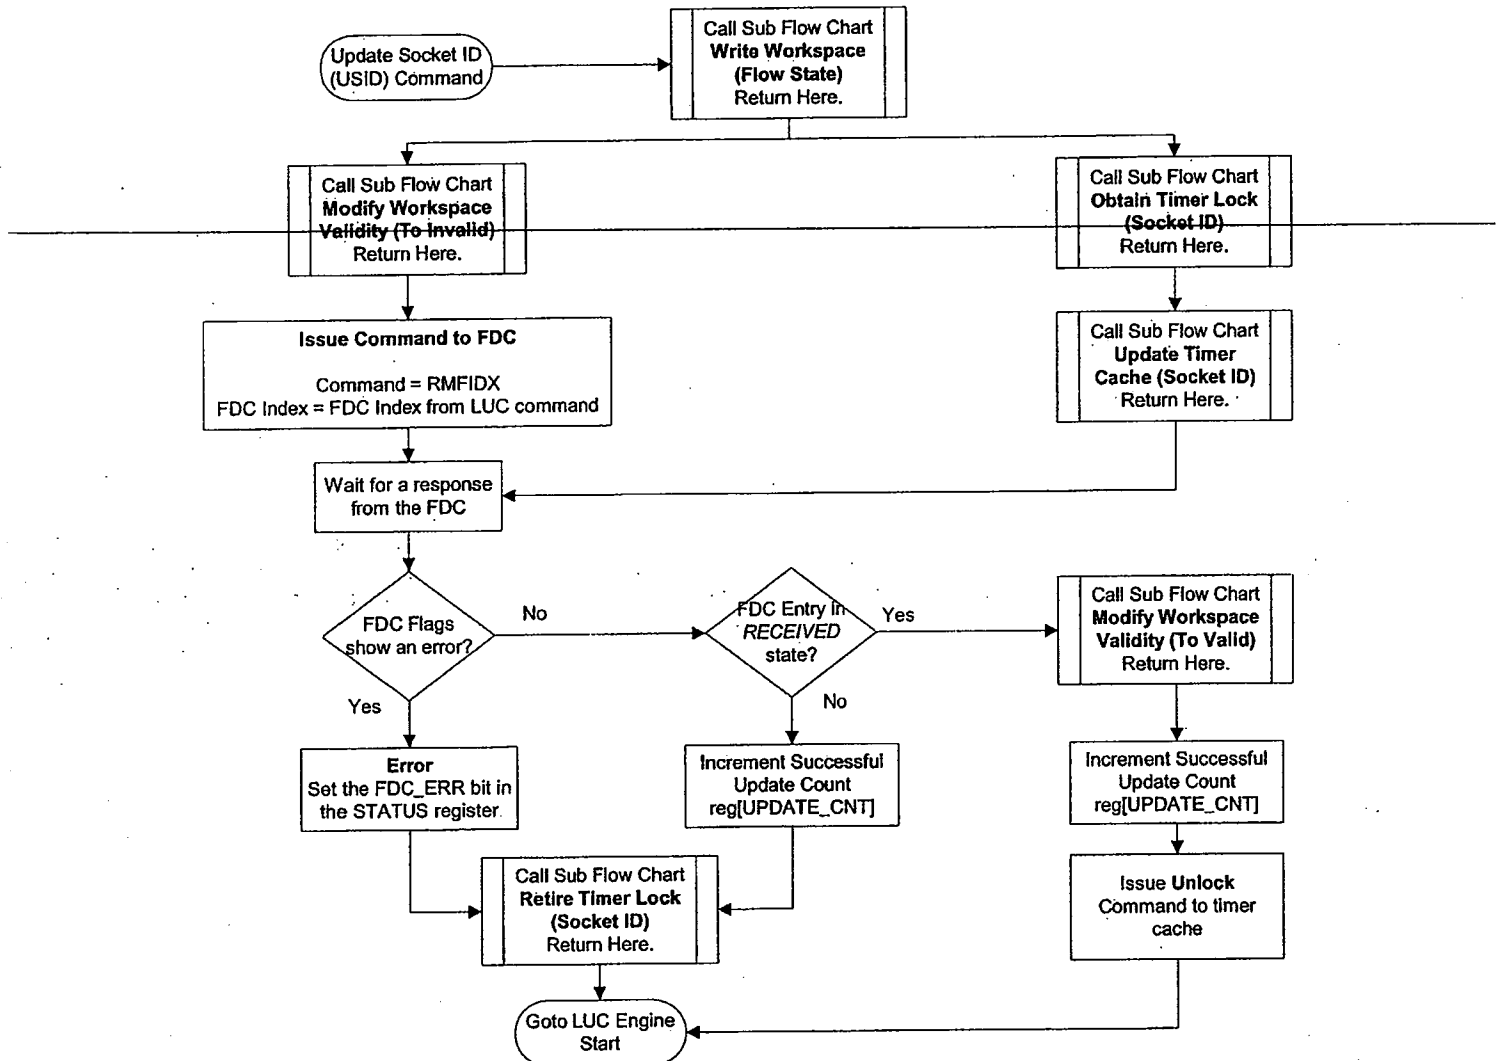 Update Socket ID
(USID) Command
Call Sub Flow Chart
Write Workspace
(Flow State)
Return Here.
Call Sub Flow Chart
Modify Workspace
Validity (To Invalid)
Return Here.
Call Sub Flow Chart
Obtain Timer Lock
(Socket ID)
Return Here.
Issue Command to FDC
Command = RMFIDX
FDC Index = FDC Index from LUC command
Call Sub Flow Chart
Update Timer
Cache (Socket ID)
Return Here.
Wait for a response
from the FDC
FDC Flags
show an error?
No
Yes
FDC Entry in
RECEIVED
state?
Yes
No
Call Sub Flow Chart
Modify Workspace
Validity (To Valid)
Return Here.
Error
Set the FDC_ERR bit in
the STATUS register.
Increment Successful
Update Count
reg[UPDATE_CNT]
Increment Successful
Update Count
reg[UPDATE_CNT]
Call Sub Flow Chart
Retire Timer Lock
(Socket ID)
Return Here.
Issue Unlock
Command to timer
cache
Goto LUC Engine
Start